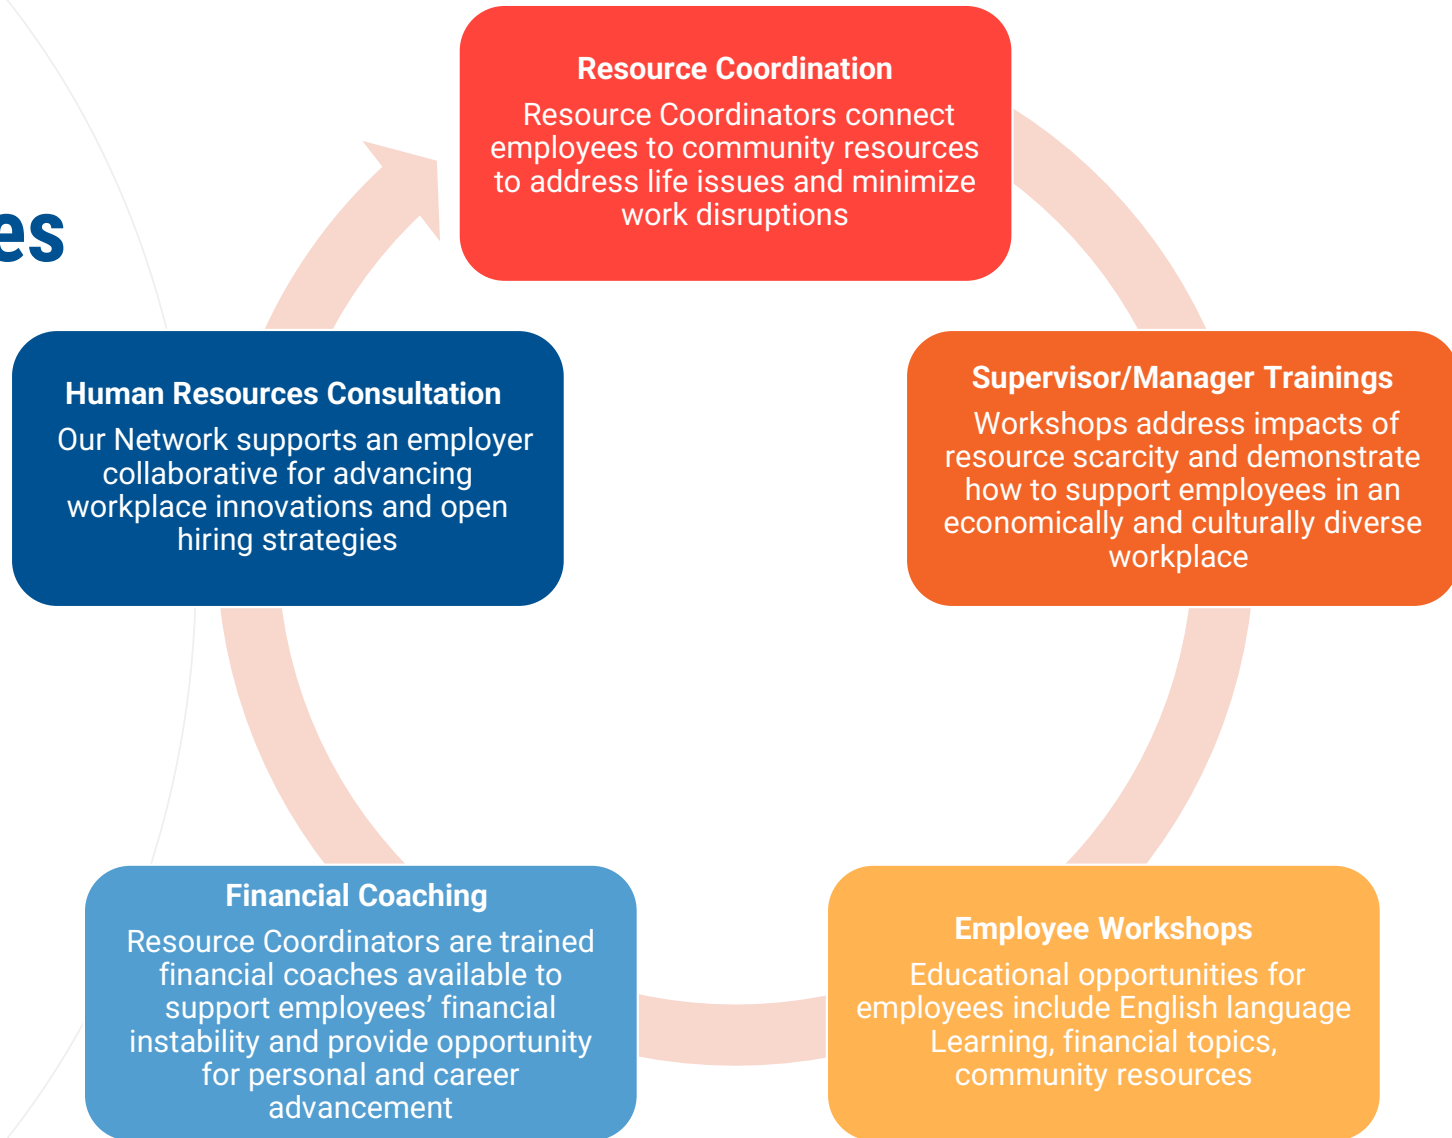 es
Resource Coordination
Resource Coordinators connect
employees to community resources
to address life issues and minimize
work disruptions
Supervisor/Manager Trainings
Workshops address impacts of
resource scarcity and demonstrate
how to support employees in an
economically and culturally diverse
workplace
Employee Workshops
Educational opportunities for
employees include English language
Learning, financial topics,
community resources
Financial Coaching
Resource Coordinators are trained
financial coaches available to
support employees’ financial
instability and provide opportunity
for personal and career
advancement
Human Resources Consultation
Our Network supports an employer
collaborative for advancing
workplace innovations and open
hiring strategies